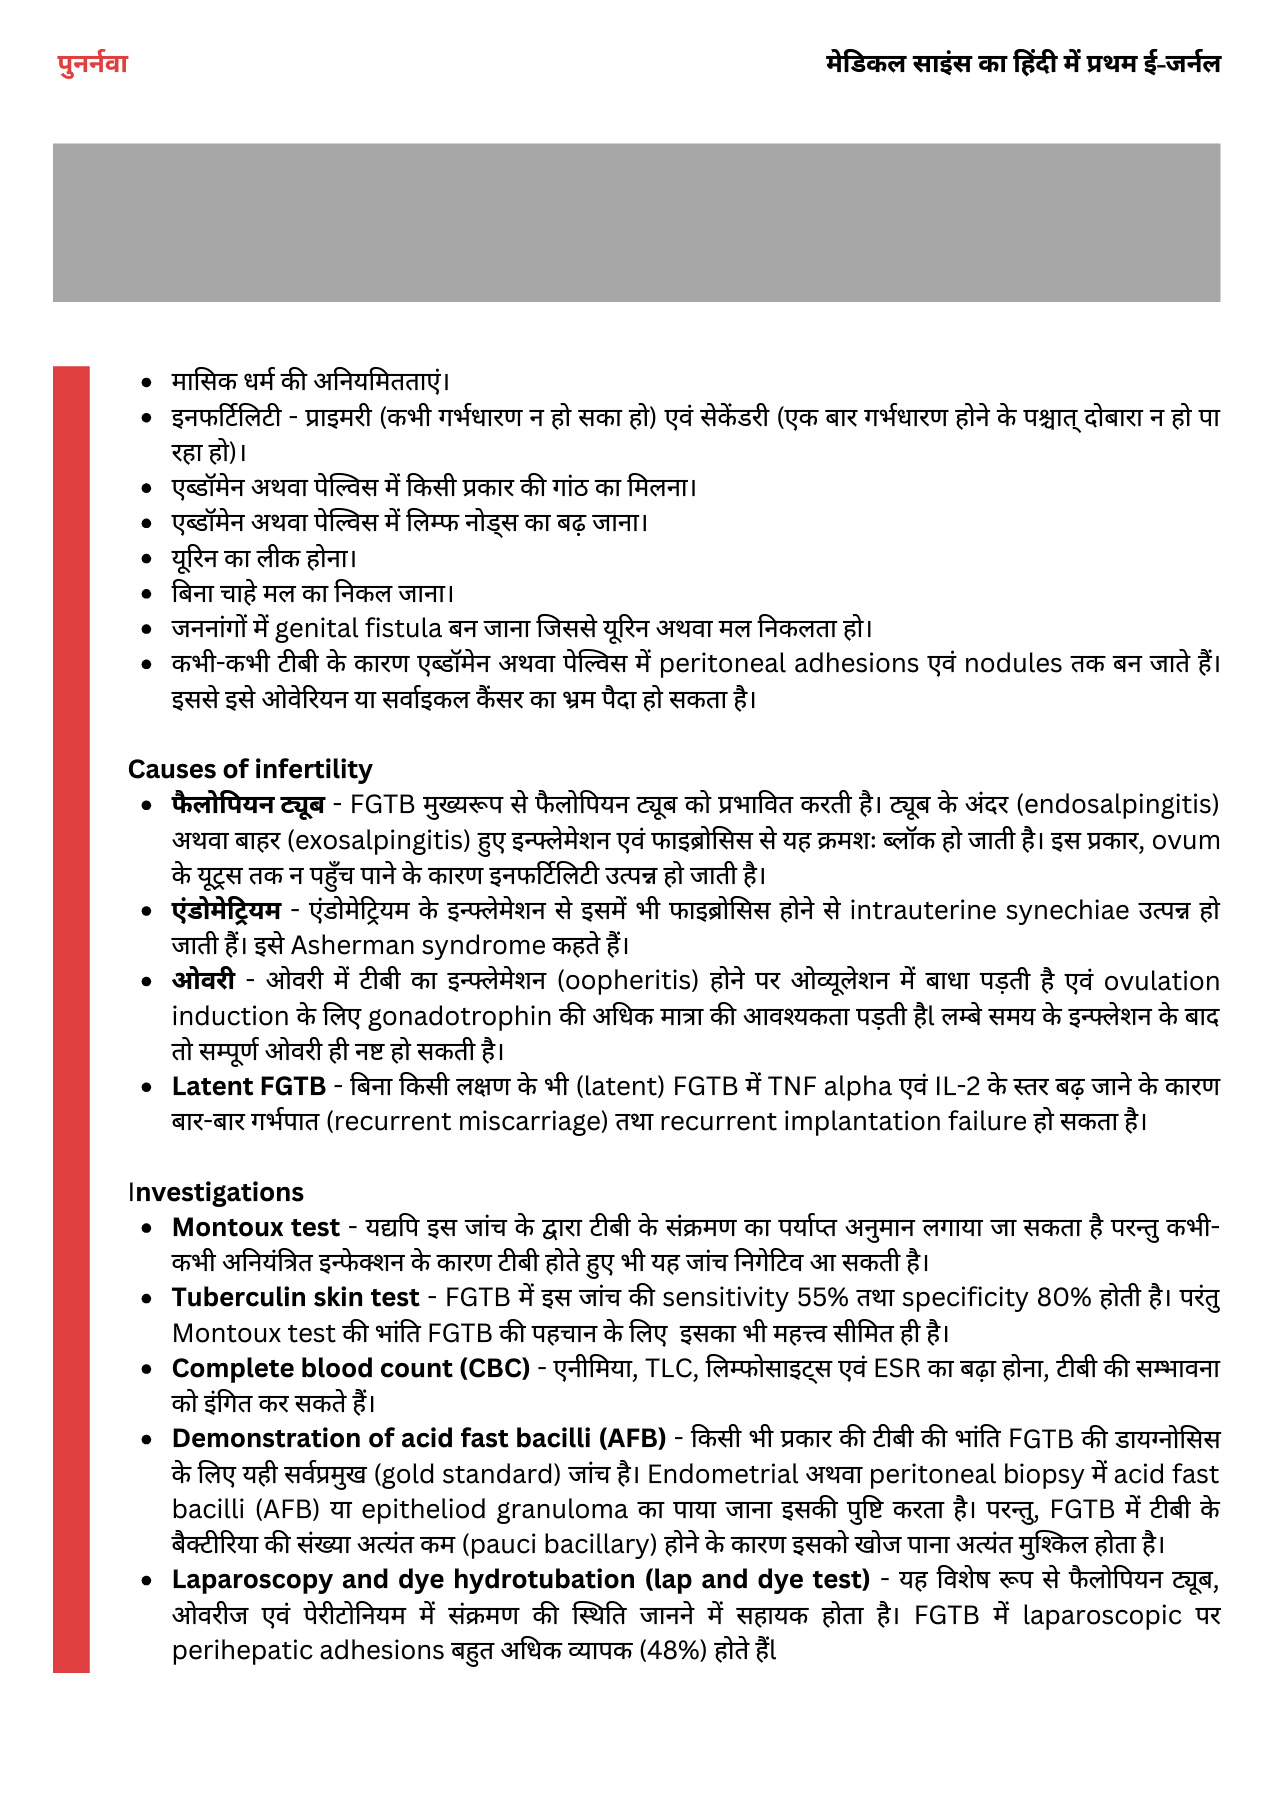 पुनर्नवा
मेडिकल साइंस का हिंदी में प्रथम ई-जर्नल
• मासिक धर्म की अनियमितताएं।
• इनफर्टिलिटी - प्राइमरी (कभी गर्भधारण न हो सका हो) एवं सेकेंडरी (एक बार गर्भधारण होने के पश्चात् दोबारा न हो पा
रहा हो)।
• एब्डॉमेन अथवा पेल्विस में किसी प्रकार की गांठ का मिलना।
• एब्डॉमेन अथवा पेल्विस में लिम्फ नोड्स का बढ़ जाना।
• यूरिन का लीक होना।
• बिना चाहे मल का निकल जाना।
• जननांगों में genital fistula बन जाना जिससे यूरिन अथवा मल निकलता हो।
• कभी-कभी टीबी के कारण एब्डॉमेन अथवा पेल्विस में peritoneal adhesions एवं nodules तक बन जाते हैं।
इससे इसे ओवेरियन या सर्वाइकल कैंसर का भ्रम पैदा हो सकता है।
Causes of infertility
• फैलोपियन ट्यूब - FGTB मुख्यरूप से फैलोपियन ट्यूब को प्रभावित करती है। ट्यूब के अंदर (endosalpingitis)
अथवा बाहर (exosalpingitis) हुए इन्फ्लेमेशन एवं फाइब्रोसिस से यह क्रमशः ब्लॉक हो जाती है। इस प्रकार, ovum
के यूट्रस तक न पहुँच पाने के कारण इनफर्टिलिटी उत्पन्न हो जाती है।
• एंडोमेट्रियम - एंडोमेट्रियम के इन्फ्लेमेशन से इसमें भी फाइब्रोसिस होने से intrauterine synechiae उत्पन्न हो
जाती हैं। इसे Asherman syndrome कहते हैं।
• ओवरी - ओवरी में टीबी का इन्फ्लेमेशन (oopheritis) होने पर ओव्यूलेशन में बाधा पड़ती है एवं ovulation
induction के लिए gonadotrophin की अधिक मात्रा की आवश्यकता पड़ती हैl लम्बे समय के इन्फ्लेशन के बाद
तो सम्पूर्ण ओवरी ही नष्ट हो सकती है।
• Latent FGTB - बिना किसी लक्षण के भी (latent) FGTB में TNF alpha एवं IL-2 के स्तर बढ़ जाने के कारण
बार-बार गर्भपात (recurrent miscarriage) तथा recurrent implantation failure हो सकता है।
Investigations
• Montoux test - यद्यपि इस जांच के द्वारा टीबी के संक्रमण का पर्याप्त अनुमान लगाया जा सकता है परन्तु कभी-
कभी अनियंत्रित इन्फेक्शन के कारण टीबी होते हुए भी यह जांच निगेटिव आ सकती है।
• Tuberculin skin test - FGTB में इस जांच की sensitivity 55% तथा specificity 80% होती है। परंतु
Montoux test की भांति FGTB की पहचान के लिए इसका भी महत्त्व सीमित ही है।
• Complete blood count (CBC) - एनीमिया, TLC, लिम्फोसाइट्स एवं ESR का बढ़ा होना, टीबी की सम्भावना
को इंगित कर सकते हैं।
• Demonstration of acid fast bacilli (AFB) - किसी भी प्रकार की टीबी की भांति FGTB की डायग्नोसिस
के लिए यही सर्वप्रमुख (gold standard) जांच है। Endometrial अथवा peritoneal biopsy में acid fast
bacilli (AFB) या epitheliod granuloma का पाया जाना इसकी पुष्टि करता है। परन्तु, FGTB में टीबी के
बैक्टीरिया की संख्या अत्यंत कम (pauci bacillary) होने के कारण इसको खोज पाना अत्यंत मुश्किल होता है।
• Laparoscopy and dye hydrotubation (lap and dye test) - यह विशेष रूप से फैलोपियन ट्यूब,
ओवरीज एवं पेरीटोनियम में संक्रमण की स्थिति जानने में सहायक होता है। FGTB में laparoscopic पर
perihepatic adhesions बहुत अधिक व्यापक (48%) होते हैंl